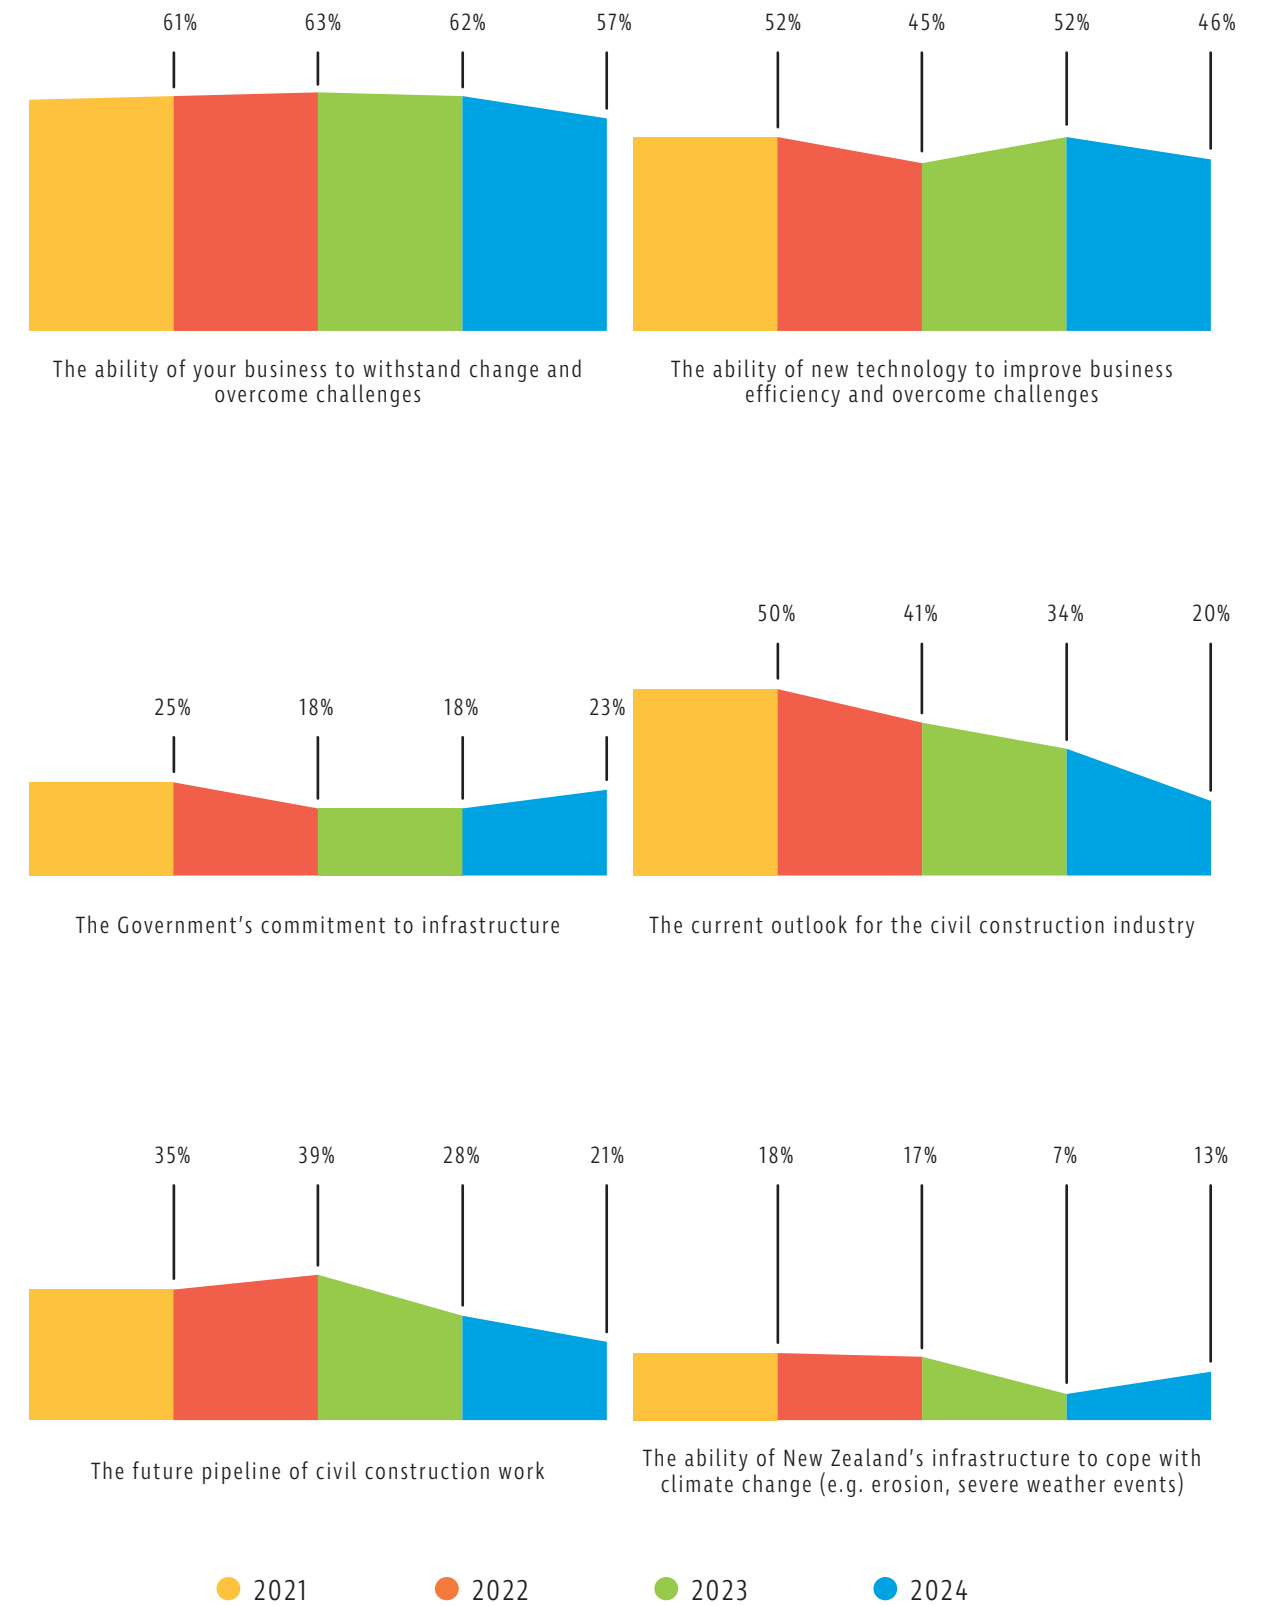 61% 63% 62% 57%
52% 45% 52% 46%
The ability of your business to withstand change and
overcome challenges
The ability of new technology to improve business
efficiency and overcome challenges
25% 18% 18% 23%
50% 41% 34% 20%
The Government’s commitment to infrastructure
The current outlook for the civil construction industry
35% 39% 28% 21%
18% 17% 7% 13%
The future pipeline of civil construction work
The ability of New Zealand’s infrastructure to cope with
climate change (e.g. erosion, severe weather events)
2021 2022 2023 2024